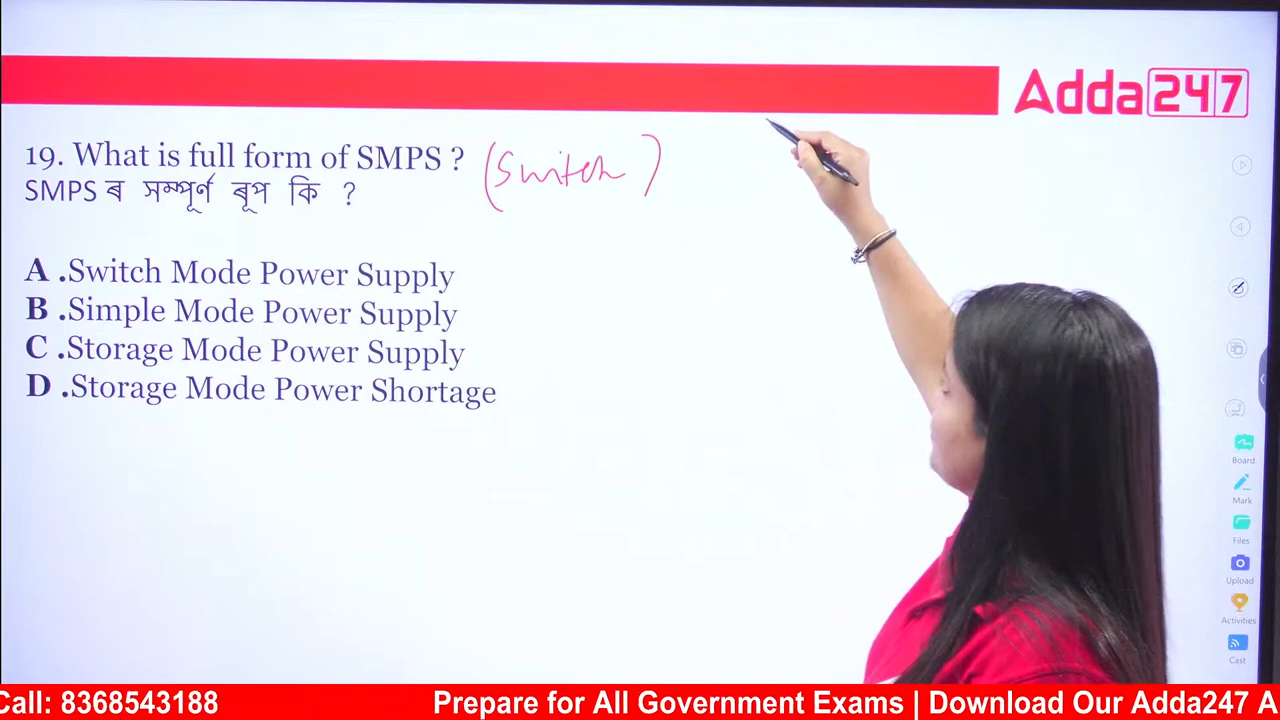 Adda 247
19. What is full form of SMPS ? (Switch)
SMPS ৰ সম্পূৰ্ণ ৰূপ কি ?
A .Switch Mode Power Supply
B .Simple Mode Power Supply
C .Storage Mode Power Supply
D .Storage Mode Power Shortage
Board
Mark
Files
Upload
Activities
Cast
Call: 8368543188 Prepare for All Government Exams | Download Our Adda247 A